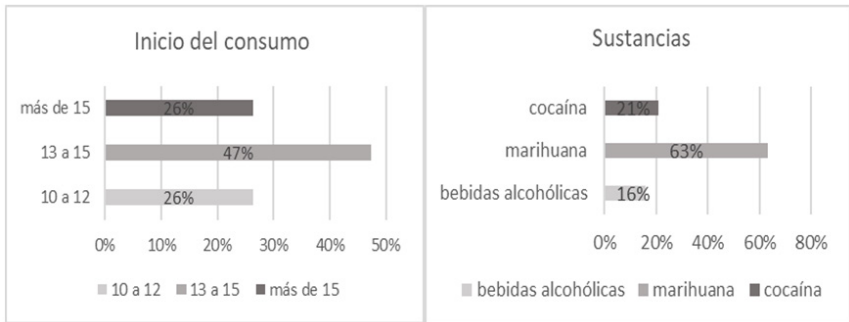 Inicio del consumo
más de 15
26%
13 a 15
47%
10 a 12
26%
0% 10% 20% 30% 40% 50%
10 a 12 13 a 15 más de 15
Sustancias
cocaína
21%
marihuana
63%
bebidas alcohólicas
16%
0% 20% 40% 60% 80%
bebidas alcohólicas marihuana cocaína